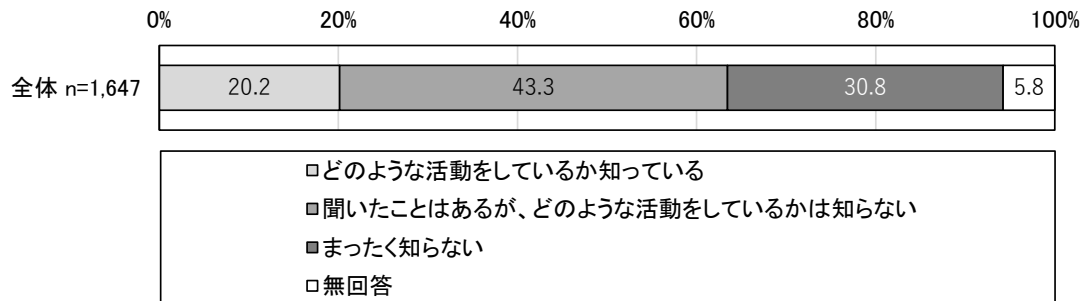 0% 20% 40% 60% 80% 100%
全体 n=1,647 20.2 43.3 30.8 5.8
どのような活動をしているか知っている
聞いたことはあるが、どのような活動をしているかは知らない
まったく知らない
無回答